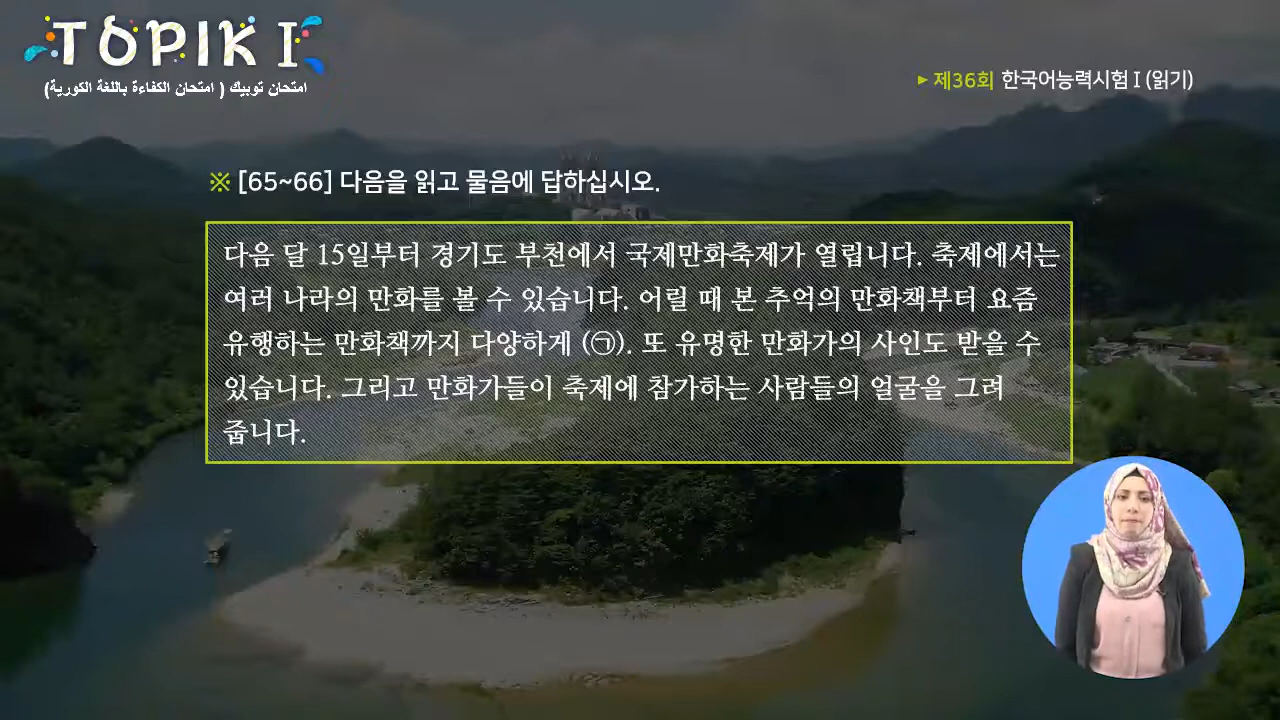 TOPIK I
امتحان توبيك ( امتحان الكفاءة باللغة الكورية)
▶ 제36회 한국어능력시험 I (읽기)
※ [65~66] 다음을 읽고 물음에 답하십시오.
다음 달 15일부터 경기도 부천에서 국제만화축제가 열립니다. 축제에서는
여러 나라의 만화를 볼 수 있습니다. 어릴 때 본 추억의 만화책부터 요즘
유행하는 만화책까지 다양하게 (㉠). 또 유명한 만화가의 사인도 받을 수
있습니다. 그리고 만화가들이 축제에 참가하는 사람들의 얼굴을 그려
줍니다.